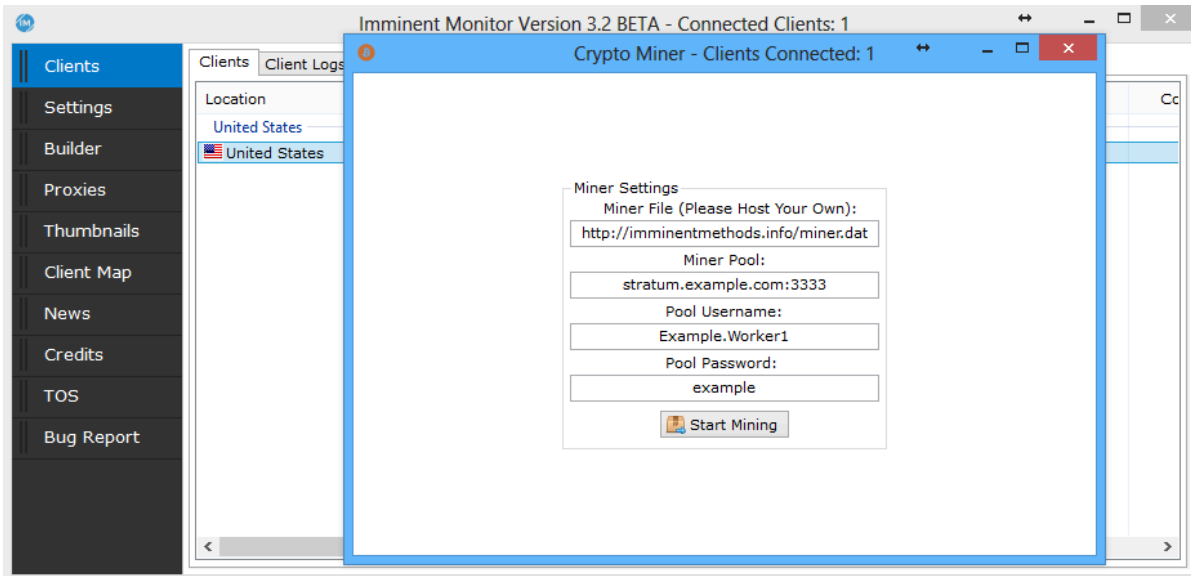 Imminent Monitor Version 3.2 BETA - Connected Clients: 1
Clients
Settings
Builder
Proxies
Thumbnails
Client Map
News
Credits
TOS
Bug Report
Clients
Client Logs
Location
United States
United States
Crypto Miner - Clients Connected: 1
Miner Settings
Miner File (Please Host Your Own):
http://imminentmethods.info/miner.dat
Miner Pool:
stratum.example.com:3333
Pool Username:
Example.Worker1
Pool Password:
example
Start Mining